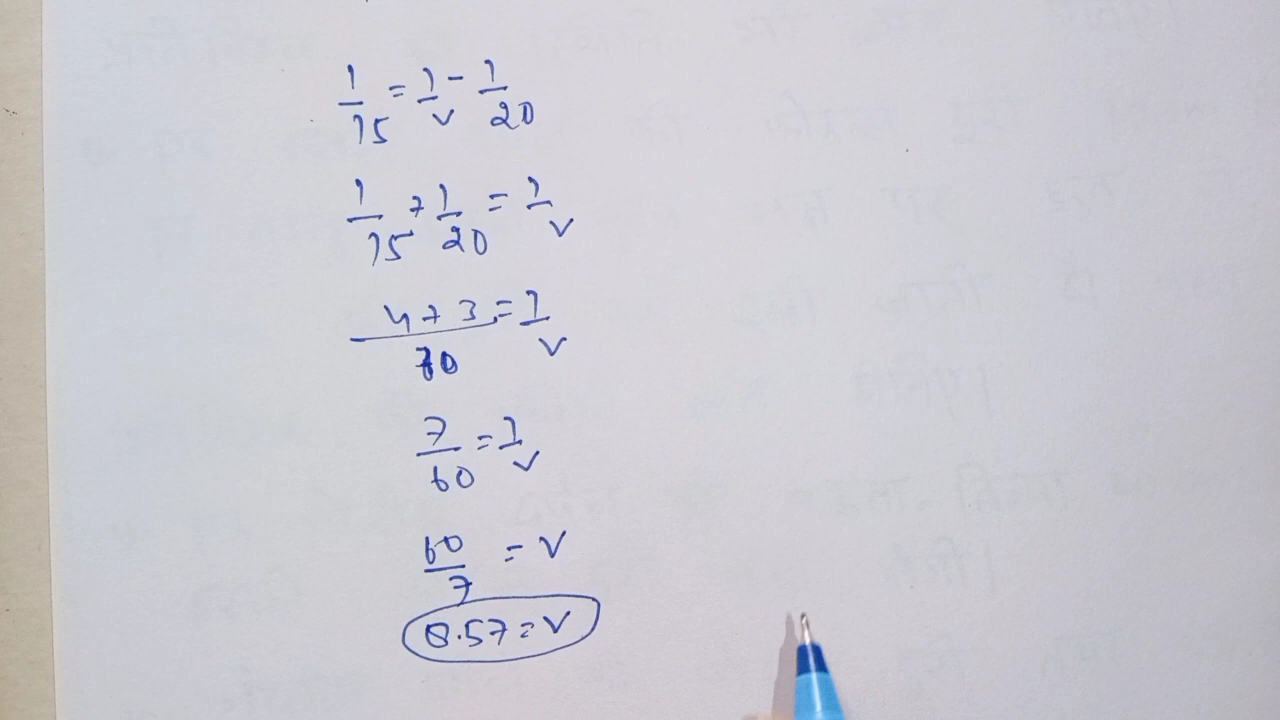 1/15 = 1/v - 1/20
1/15 + 1/20 = 1/v
4+3/70 = 1/v
7/60 = 1/v
60/7 = v
8.57 = v